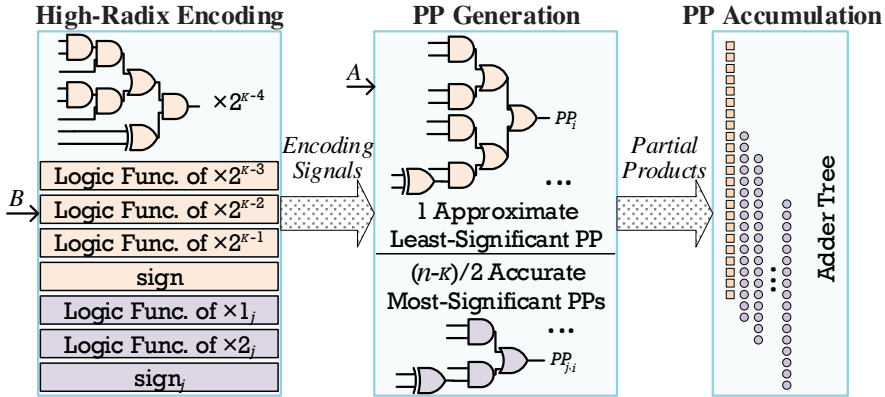 High-Radix Encoding
PP Generation
PP Accumulation
×2^{K-4}
Logic Func. of ×2^{K-3}
Logic Func. of ×2^{K-2}
Logic Func. of ×2^{K-1}
sign
Logic Func. of ×1_j
Logic Func. of ×2_j
sign_j
B
Encoding
Signals
A
PP_i
...
1 Approximate
Least-Significant PP
(n-K)/2 Accurate
Most-Significant PPs
...
PP_{j,i}
Partial
Products
...
Adder Tree